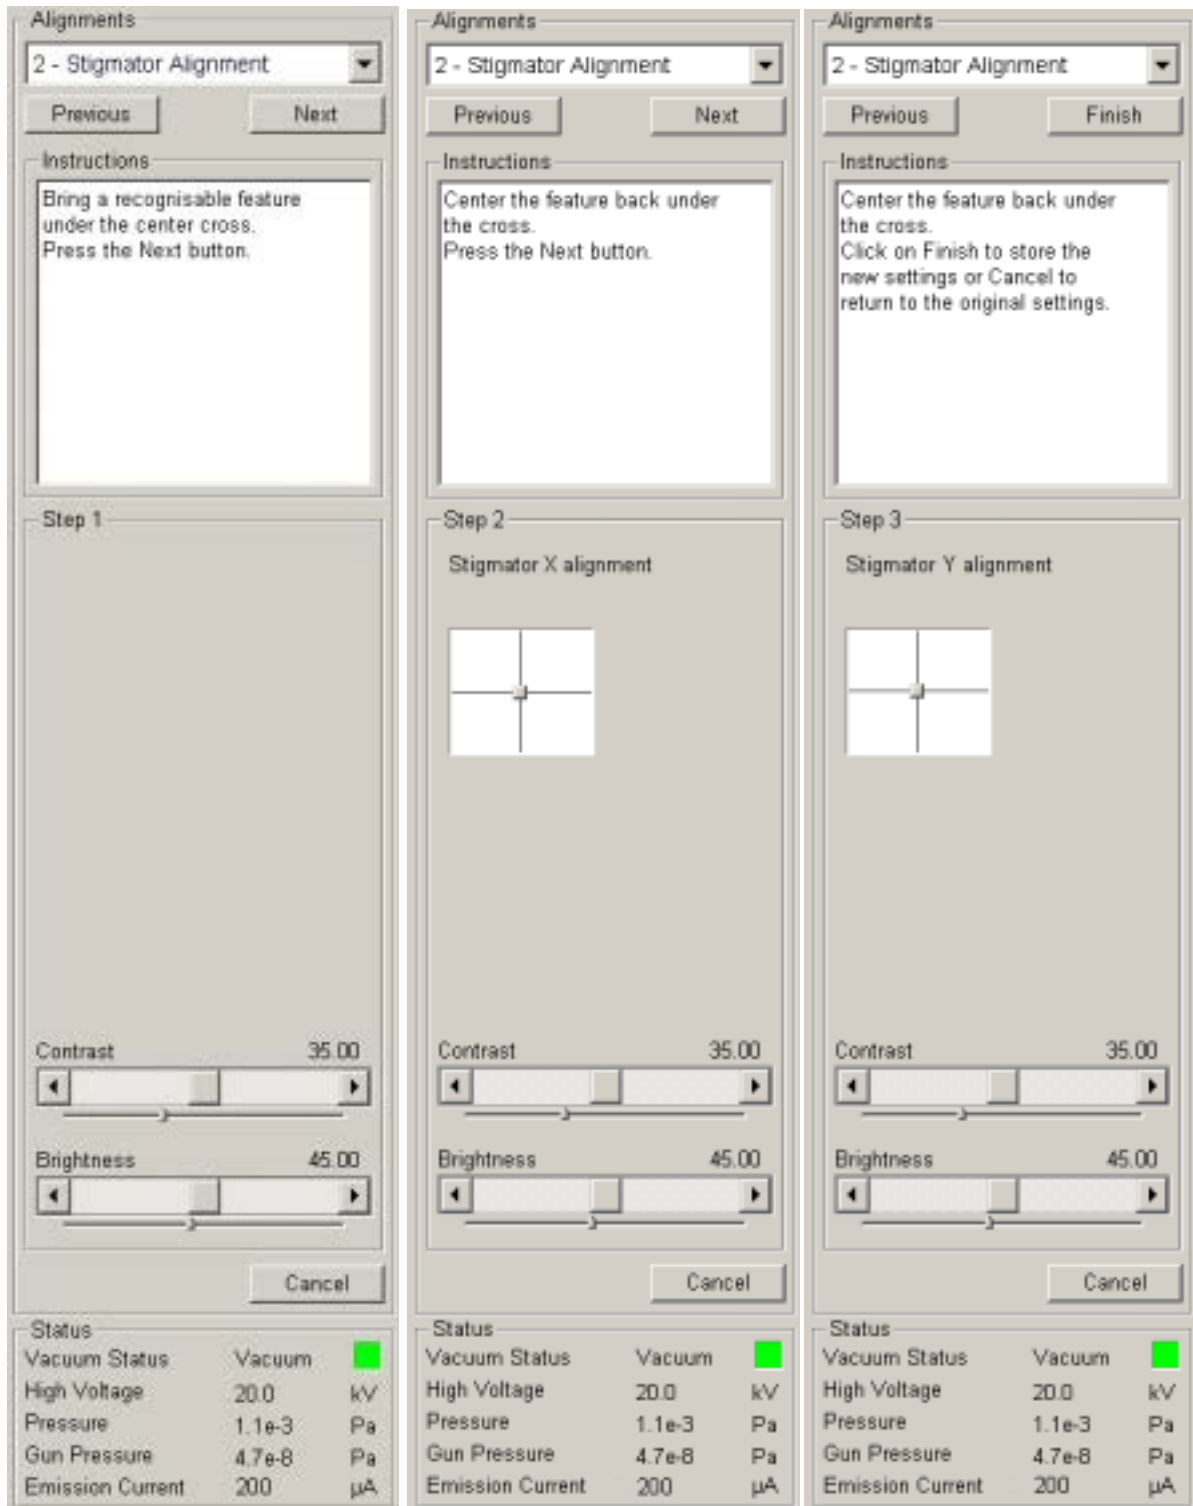 Alignments
2 - Stigmator Alignment
Previous
Next
Instructions
Bring a recognisable feature
under the center cross.
Press the Next button.
Step 1
Contrast
35.00
Brightness
45.00
Cancel
Status
Vacuum Status Vacuum
High Voltage 20.0 kV
Pressure 1.1e-3 Pa
Gun Pressure 4.7e-8 Pa
Emission Current 200 µA
Alignments
2 - Stigmator Alignment
Previous
Next
Instructions
Center the feature back under
the cross.
Press the Next button.
Step 2
Stigmator X alignment
Contrast
35.00
Brightness
45.00
Cancel
Status
Vacuum Status Vacuum
High Voltage 20.0 kV
Pressure 1.1e-3 Pa
Gun Pressure 4.7e-8 Pa
Emission Current 200 µA
Alignments
2 - Stigmator Alignment
Previous
Finish
Instructions
Center the feature back under
the cross.
Click on Finish to store the
new settings or Cancel to
return to the original settings.
Step 3
Stigmator Y alignment
Contrast
35.00
Brightness
45.00
Cancel
Status
Vacuum Status Vacuum
High Voltage 20.0 kV
Pressure 1.1e-3 Pa
Gun Pressure 4.7e-8 Pa
Emission Current 200 µA